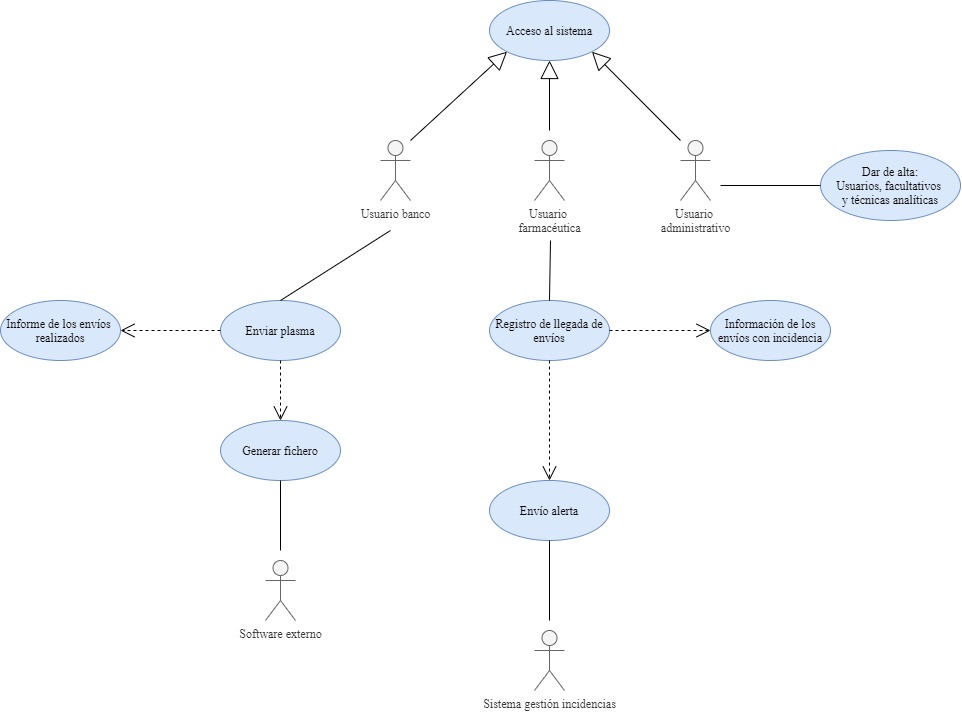 Acceso al sistema
Usuario banco
Usuario
farmacéutica
Usuario
administrativo
Dar de alta:
Usuarios, facultativos
y técnicas analíticas
Informe de los envíos
realizados
Enviar plasma
Registro de llegada de
envíos
Información de los
envíos con incidencia
Generar fichero
Envío alerta
Software externo
Sistema gestión incidencias